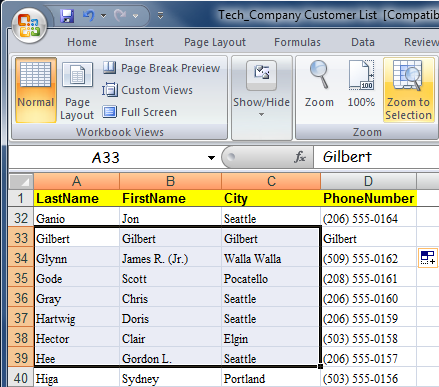 Tech_Company Customer List [Compatib
Home Insert Page Layout Formulas Data Review
Normal
Page Layout
Page Break Preview
Custom Views
Full Screen
Workbook Views
Show/Hide
Zoom
100%
Zoom to Selection
Zoom
A33 fx Gilbert
A B C D
1 LastName FirstName City PhoneNumber
32 Ganio Jon Seattle (206) 555-0164
33 Gilbert Gilbert Gilbert Gilbert
34 Glynn James R. (Jr.) Walla Walla (509) 555-0162
35 Gode Scott Pocatello (208) 555-0161
36 Gray Chris Seattle (206) 555-0160
37 Hartwig Doris Seattle (206) 555-0159
38 Hector Clair Elgin (503) 555-0158
39 Hee Gordon L. Seattle (206) 555-0157
40 Higa Sydney Portland (503) 555-0156